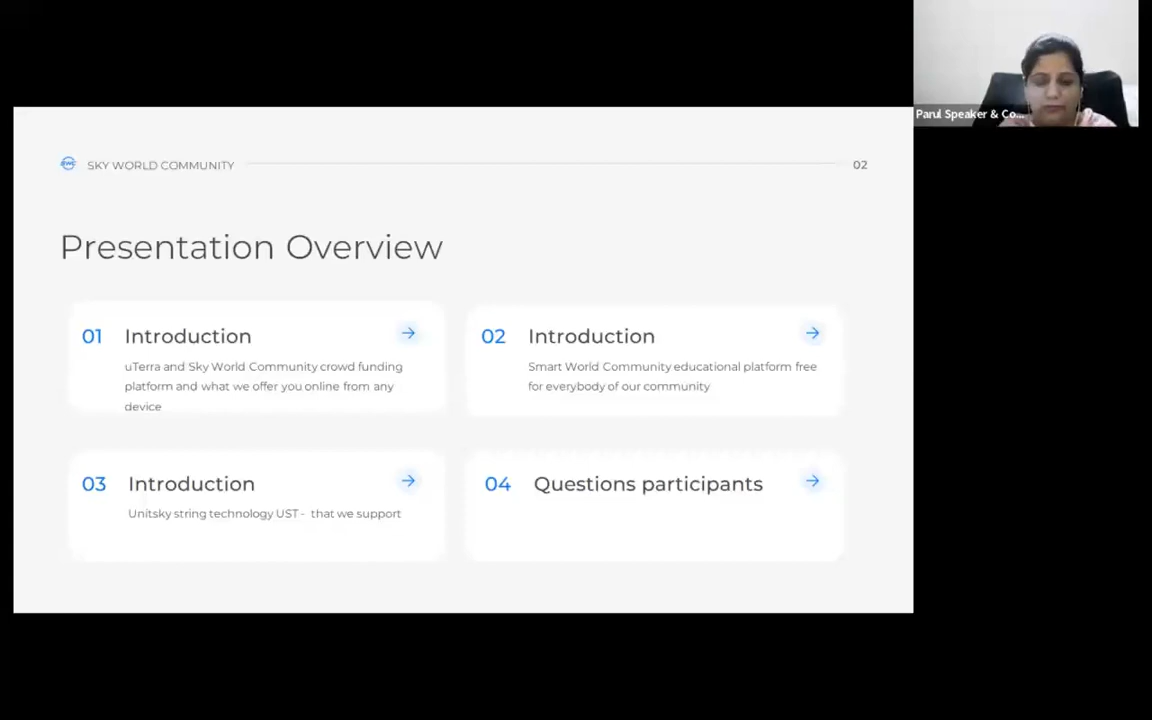 Parul Speaker & Co...
SWC
SKY WORLD COMMUNITY
02
Presentation Overview
01 Introduction
uTerra and Sky World Community crowd funding
platform and what we offer you online from any
device
02 Introduction
Smart World Community educational platform free
for everybody of our community
03 Introduction
Unitsky string technology UST - that we support
04 Questions participants